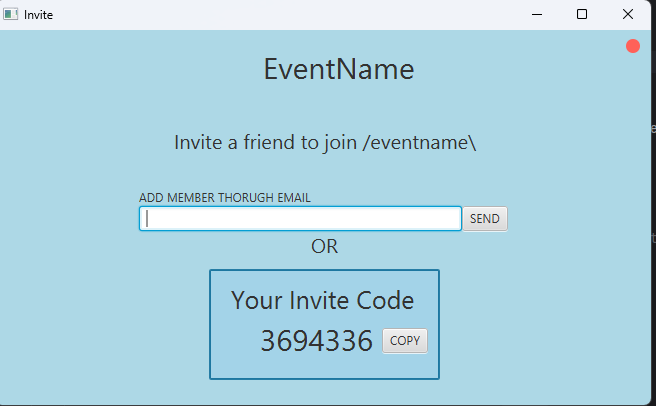 Invite
EventName
Invite a friend to join /eventname\
ADD MEMBER THORUGH EMAIL
SEND
OR
Your Invite Code
3694336 COPY